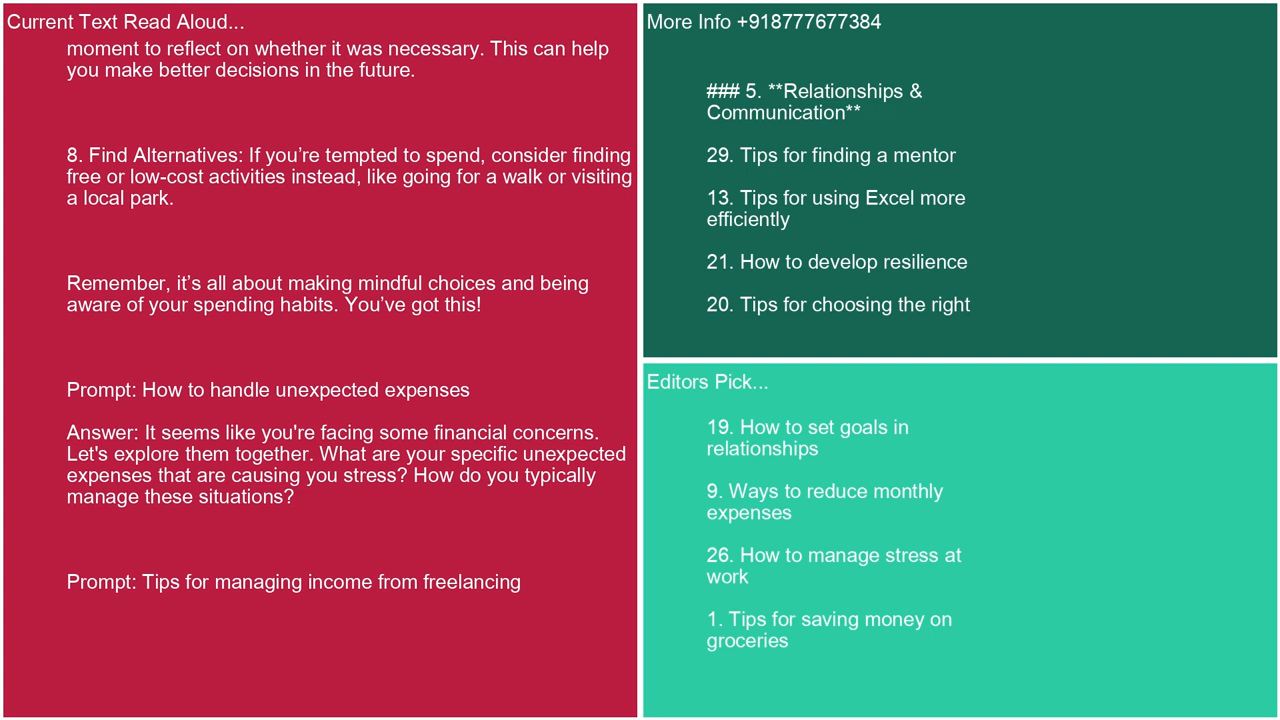 Current Text Read Aloud...
moment to reflect on whether it was necessary. This can help
you make better decisions in the future.
8. Find Alternatives: If you’re tempted to spend, consider finding
free or low-cost activities instead, like going for a walk or visiting
a local park.
Remember, it’s all about making mindful choices and being
aware of your spending habits. You’ve got this!
Prompt: How to handle unexpected expenses
Answer: It seems like you're facing some financial concerns.
Let's explore them together. What are your specific unexpected
expenses that are causing you stress? How do you typically
manage these situations?
Prompt: Tips for managing income from freelancing
More Info +918777677384
### 5. **Relationships &
Communication**
29. Tips for finding a mentor
13. Tips for using Excel more
efficiently
21. How to develop resilience
20. Tips for choosing the right
Editors Pick...
19. How to set goals in
relationships
9. Ways to reduce monthly
expenses
26. How to manage stress at
work
1. Tips for saving money on
groceries